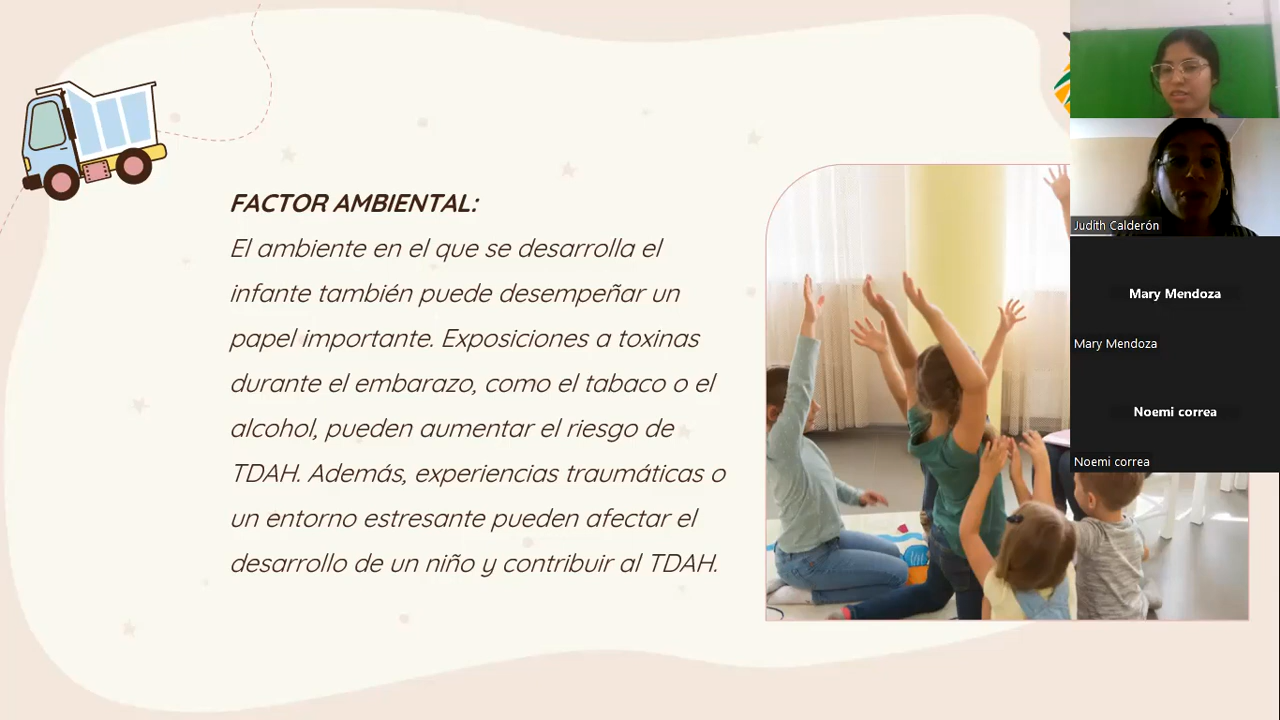 FACTOR AMBIENTAL:
El ambiente en el que se desarrolla el
infante también puede desempeñar un
papel importante. Exposiciones a toxinas
durante el embarazo, como el tabaco o el
alcohol, pueden aumentar el riesgo de
TDAH. Además, experiencias traumáticas o
un entorno estresante pueden afectar el
desarrollo de un niño y contribuir al TDAH.
Judith Calderón
Mary Mendoza
Mary Mendoza
Noemi correa
Noemi correa